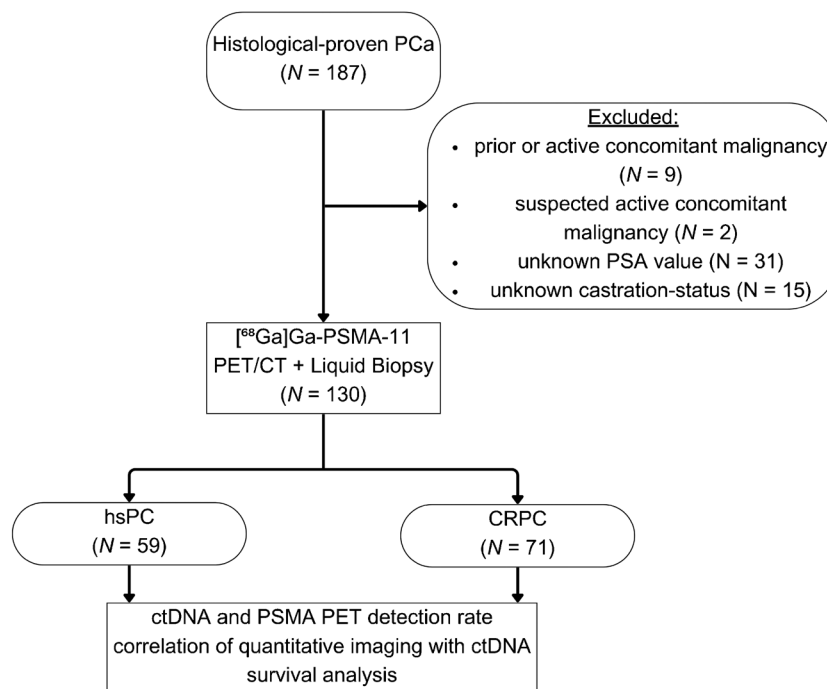 Histological-proven PCa
(N = 187)
Excluded:
• prior or active concomitant malignancy
(N = 9)
• suspected active concomitant
malignancy (N = 2)
• unknown PSA value (N = 31)
• unknown castration-status (N = 15)
[⁶⁸Ga]Ga-PSMA-11
PET/CT + Liquid Biopsy
(N = 130)
hsPC
(N = 59)
CRPC
(N = 71)
ctDNA and PSMA PET detection rate
correlation of quantitative imaging with ctDNA
survival analysis